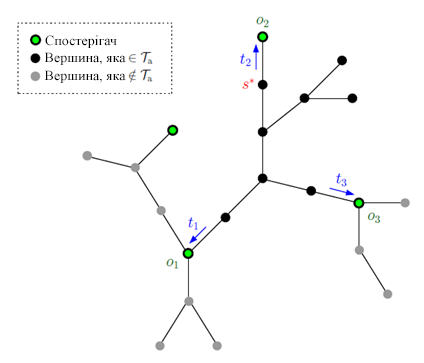 Спостерігач
Вершина, яка ∈ 𝒯ₐ
Вершина, яка ∉ 𝒯ₐ
o₂
t₂
s*
t₃
o₃
t₁
o₁